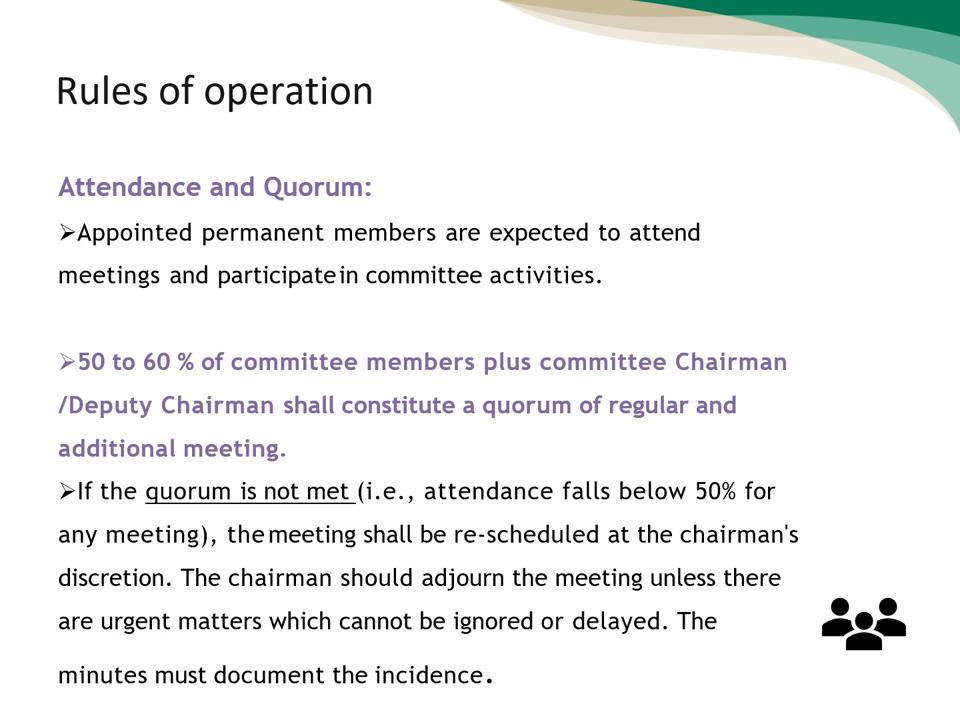 Rules of operation
Attendance and Quorum:
➢Appointed permanent members are expected to attend
meetings and participate in committee activities.
➢50 to 60 % of committee members plus committee Chairman
/Deputy Chairman shall constitute a quorum of regular and
additional meeting.
➢If the quorum is not met (i.e., attendance falls below 50% for
any meeting), the meeting shall be re-scheduled at the chairman's
discretion. The chairman should adjourn the meeting unless there
are urgent matters which cannot be ignored or delayed. The
minutes must document the incidence.